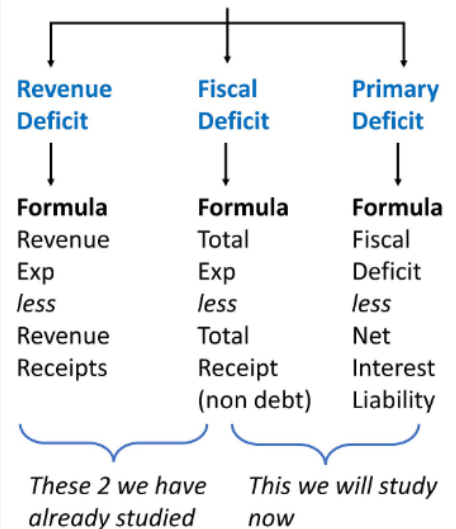 Revenue
Deficit
Fiscal
Deficit
Primary
Deficit
Formula
Revenue
Exp
less
Revenue
Receipts
Formula
Total
Exp
less
Total
Receipt
(non debt)
Formula
Fiscal
Deficit
less
Net
Interest
Liability
These 2 we have
already studied
This we will study
now